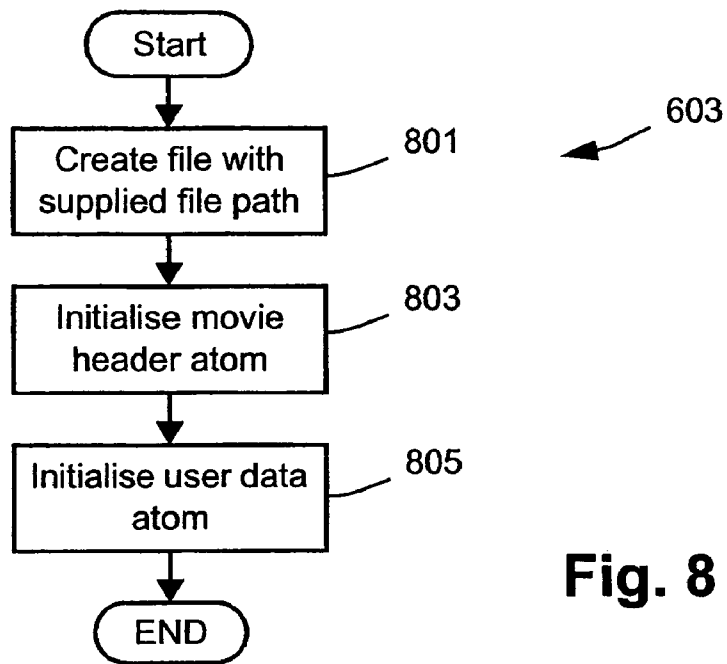 Start
603
801
Create file with
supplied file path
803
Initialise movie
header atom
805
Initialise user data
atom
END
Fig. 8